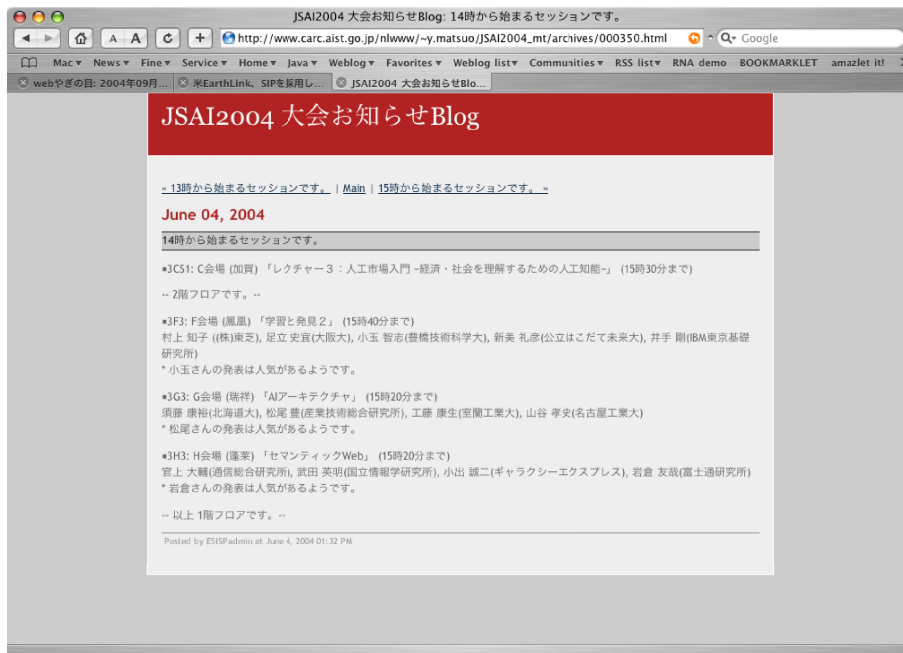 JSAI2004 大会お知らせBlog: 14時から始まるセッションです。
A A + http://www.carc.aist.go.jp/nlwww/~y.matsuo/JSAI2004_mt/archives/000350.html Google
Mac News Fine Service Home Java Weblog Favorites Weblog list Communities RSS list RNA demo BOOKMARKLET amazlet it!
webやぎの目: 2004年09月... 米EarthLink、SIPを採用し... JSAI2004 大会お知らせBlo...
JSAI2004 大会お知らせBlog
« 13時から始まるセッションです。 | Main | 15時から始まるセッションです。 »
June 04, 2004
14時から始まるセッションです。
■3CS1: C会場 (加賀) 「レクチャー３：人工市場入門 −経済・社会を理解するための人工知能−」 (15時30分まで)
-- 2階フロアです。--
■3F3: F会場 (鳳凰) 「学習と発見２」 (15時40分まで)
村上 知子 ((株)東芝), 足立 史宜(大阪大), 小玉 智志(豊橋技術科学大), 新美 礼彦(公立はこだて未来大), 井手 剛(IBM東京基礎
研究所)
* 小玉さんの発表は人気があるようです。
■3G3: G会場 (瑞祥) 「AIアーキテクチャ」 (15時20分まで)
須藤 康裕(北海道大), 松尾 豊(産業技術総合研究所), 工藤 康生(室蘭工業大), 山谷 孝史(名古屋工業大)
* 松尾さんの発表は人気があるようです。
■3H3: H会場 (蓬莱) 「セマンティックWeb」 (15時20分まで)
官上 大輔(通信総合研究所), 武田 英明(国立情報学研究所), 小出 誠二(ギャラクシーエクスプレス), 岩倉 友哉(富士通研究所)
* 岩倉さんの発表は人気があるようです。
-- 以上 1階フロアです。--
Posted by ESISPadmin at June 4, 2004 01:32 PM